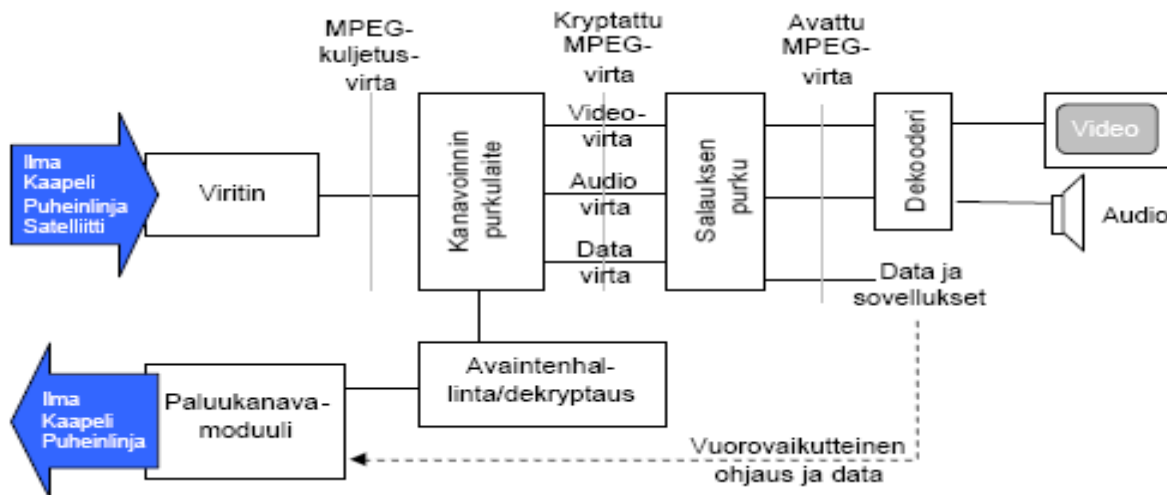 MPEG-
kuljetus-
virta
Kryptattu
MPEG-
virta
Avattu
MPEG-
virta
Ilma
Kaapeli
Puheinlinja
Satelliitti
Viritin
Kanavoinnin
purkulaite
Video-
virta
Audio
virta
Data
virta
Salauksen
purku
Dekooderi
Video
Audio
Data ja
sovellukset
Ilma
Kaapeli
Puheinlinja
Paluukanava-
moduuli
Avaintenhal-
linta/dekryptaus
Vuorovaikutteinen
ohjaus ja data